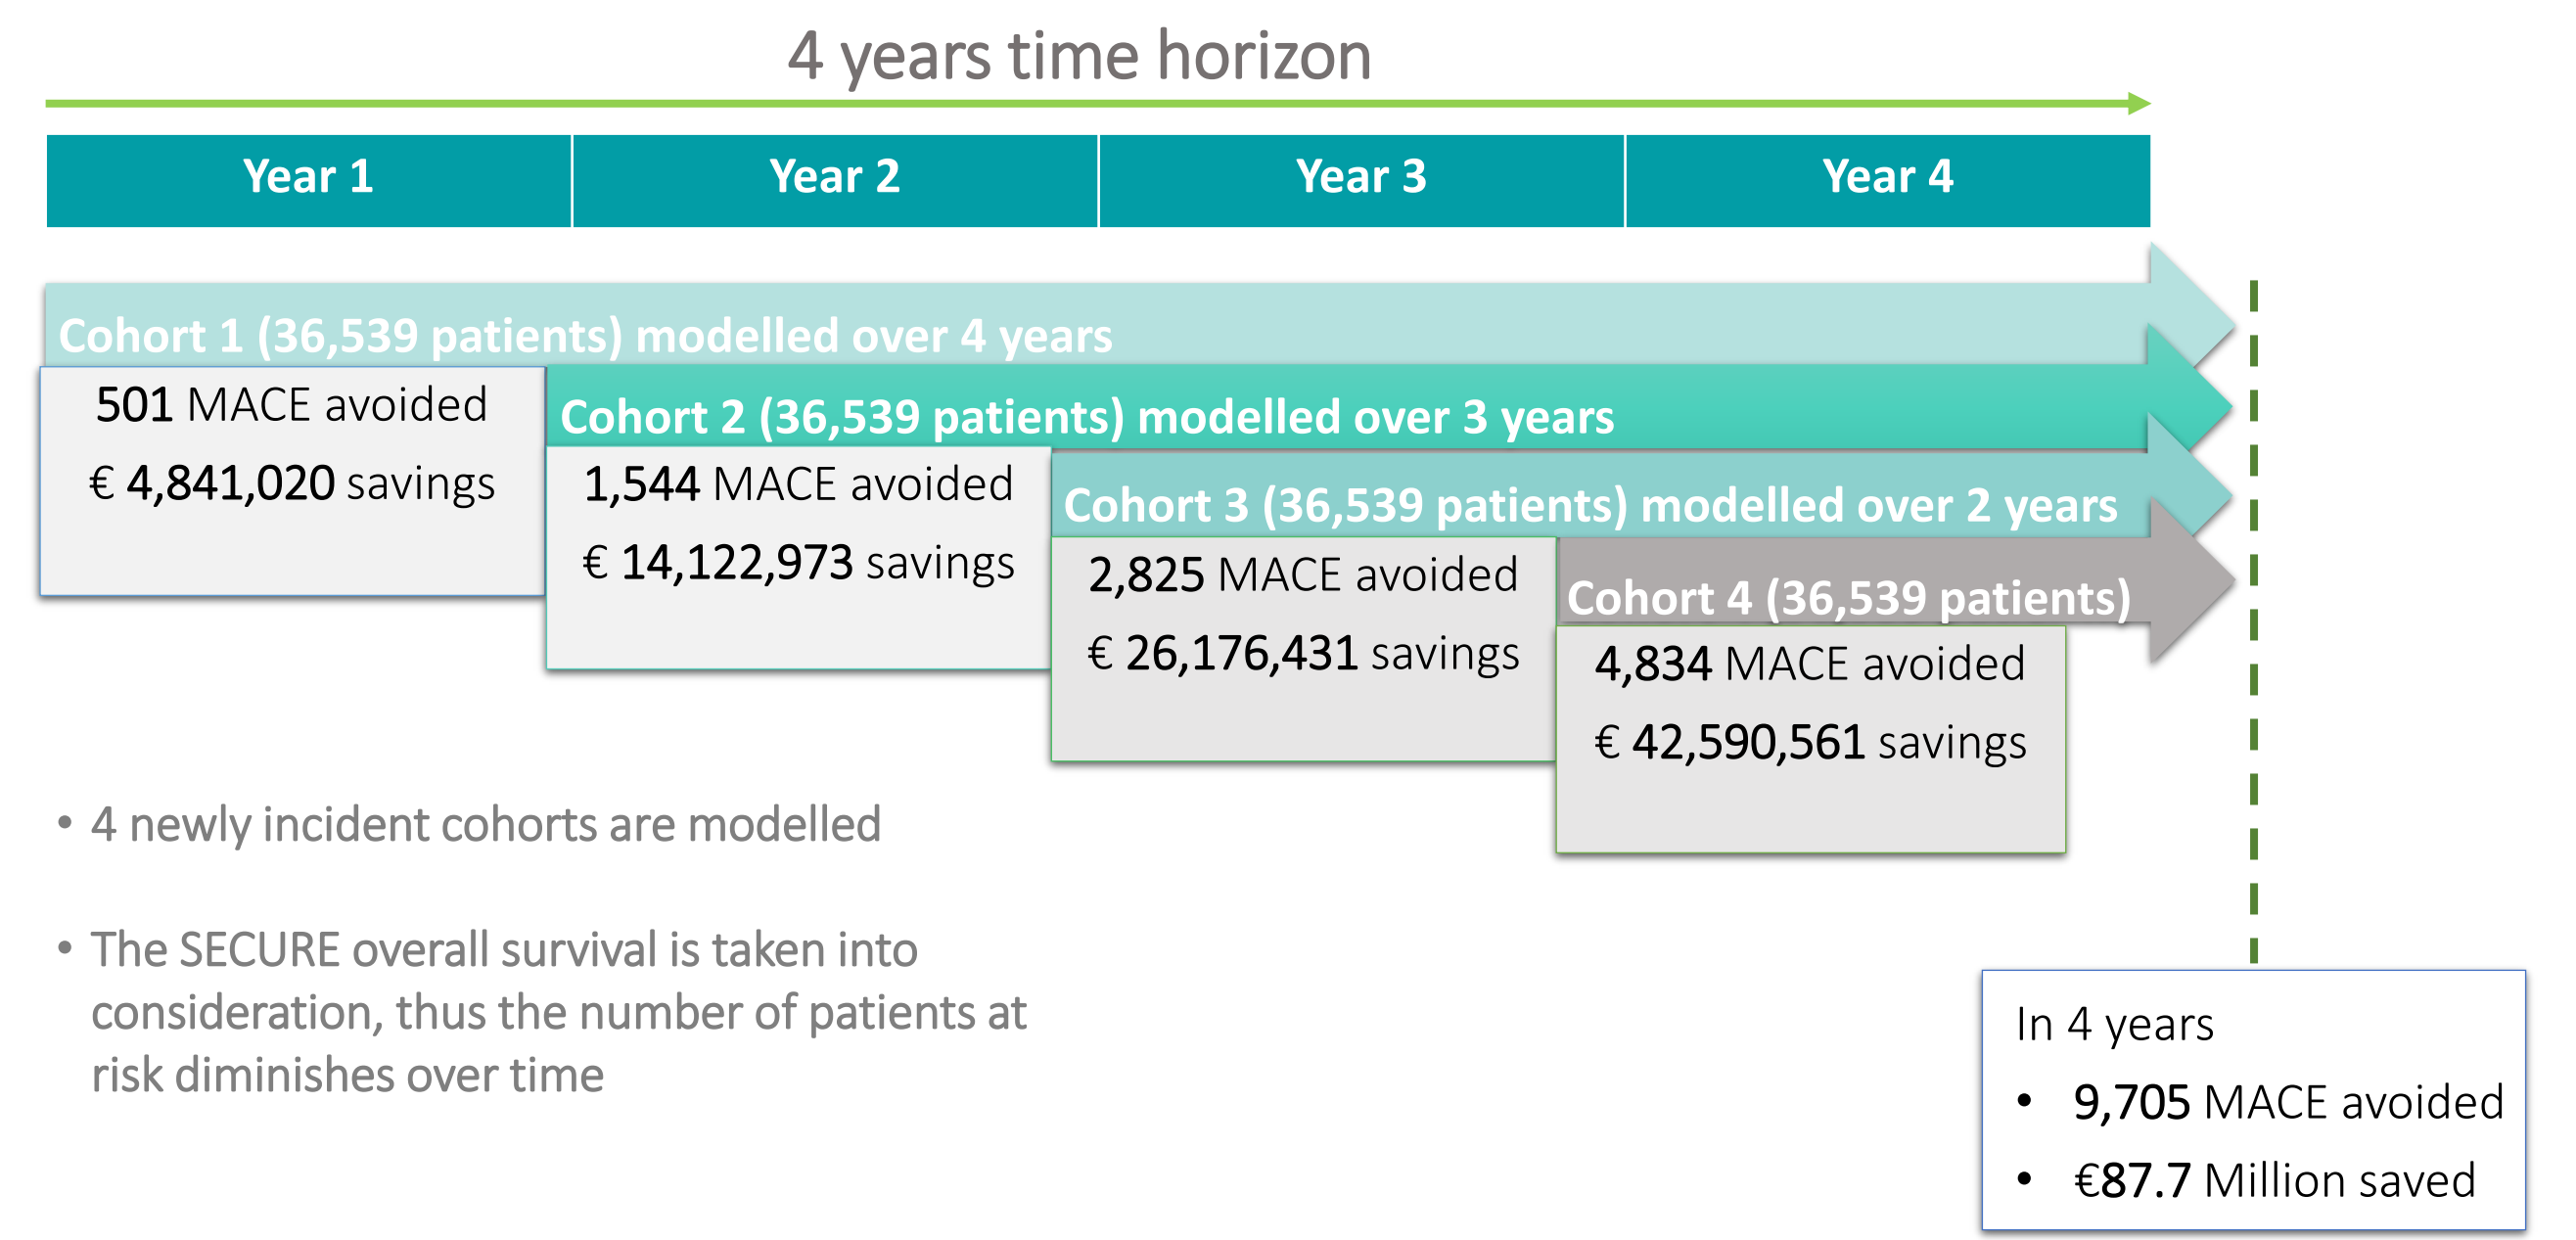 4 years time horizon
Year 1
Year 2
Year 3
Year 4
Cohort 1 (36,539 patients) modelled over 4 years
501 MACE avoided
€ 4,841,020 savings
Cohort 2 (36,539 patients) modelled over 3 years
1,544 MACE avoided
€ 14,122,973 savings
Cohort 3 (36,539 patients) modelled over 2 years
2,825 MACE avoided
€ 26,176,431 savings
Cohort 4 (36,539 patients)
4,834 MACE avoided
€ 42,590,561 savings
• 4 newly incident cohorts are modelled
• The SECURE overall survival is taken into
consideration, thus the number of patients at
risk diminishes over time
In 4 years
• 9,705 MACE avoided
• €87.7 Million saved